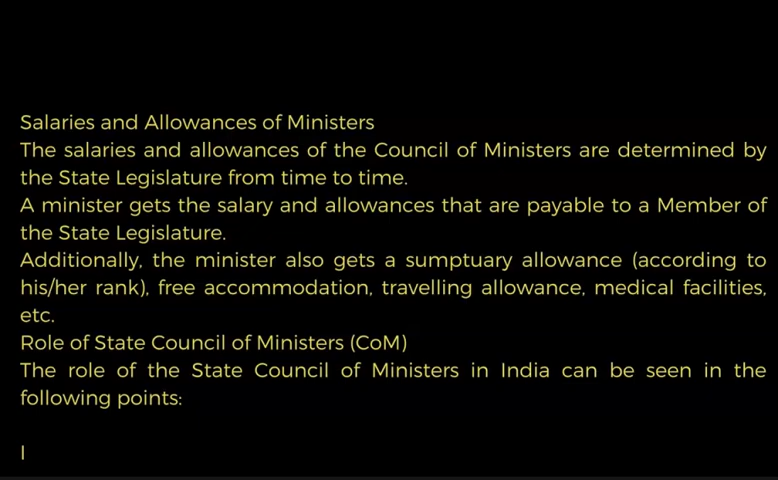 Salaries and Allowances of Ministers
The salaries and allowances of the Council of Ministers are determined by
the State Legislature from time to time.
A minister gets the salary and allowances that are payable to a Member of
the State Legislature.
Additionally, the minister also gets a sumptuary allowance (according to
his/her rank), free accommodation, travelling allowance, medical facilities,
etc.
Role of State Council of Ministers (CoM)
The role of the State Council of Ministers in India can be seen in the
following points:
I